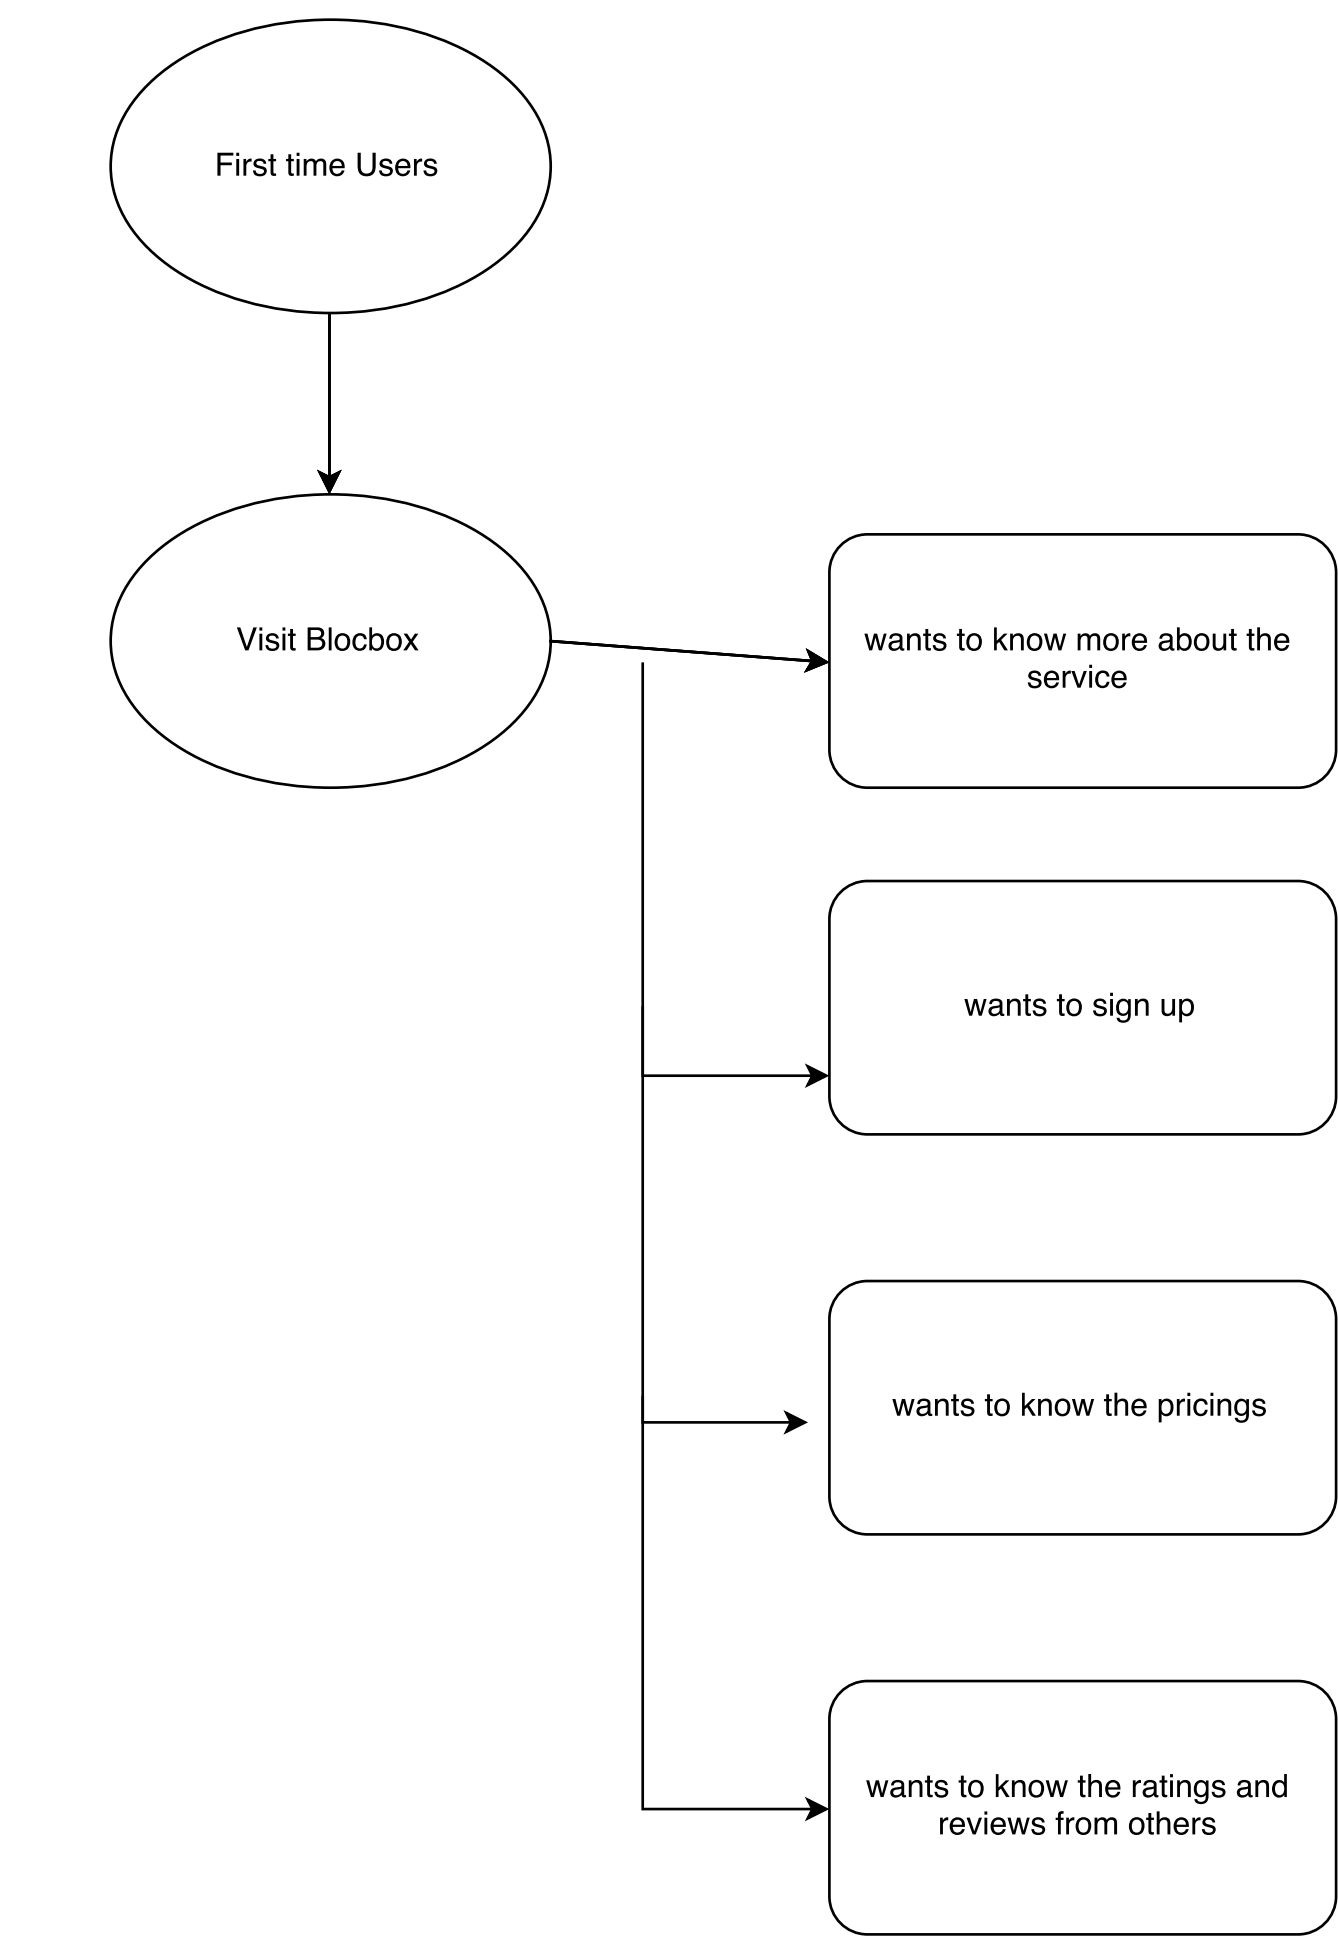 First time Users
Visit Blocbox
wants to know more about the
service
wants to sign up
wants to know the pricings
wants to know the ratings and
reviews from others